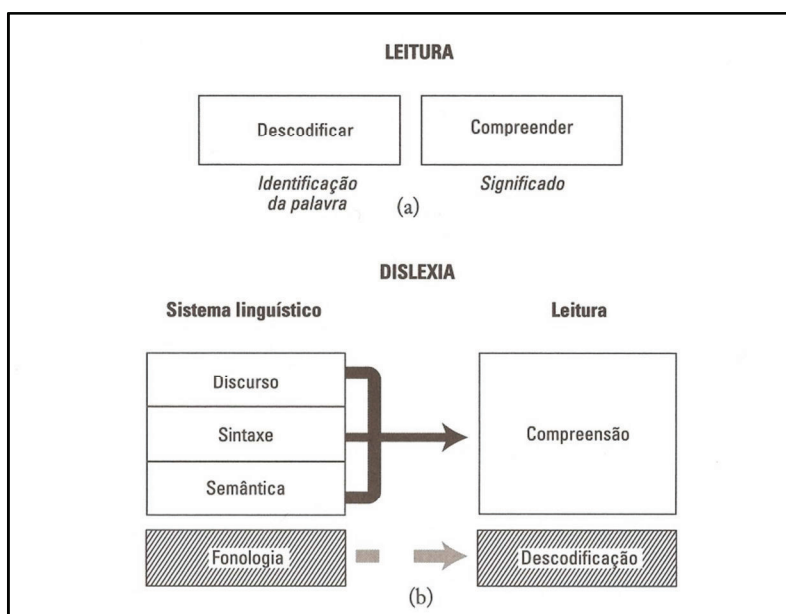 LEITURA
Descodificar
Compreender
Identificação
da palavra
Significado
(a)
DISLEXIA
Sistema linguístico
Leitura
Discurso
Sintaxe
Semântica
Compreensão
Fonologia
Descodificação
(b)